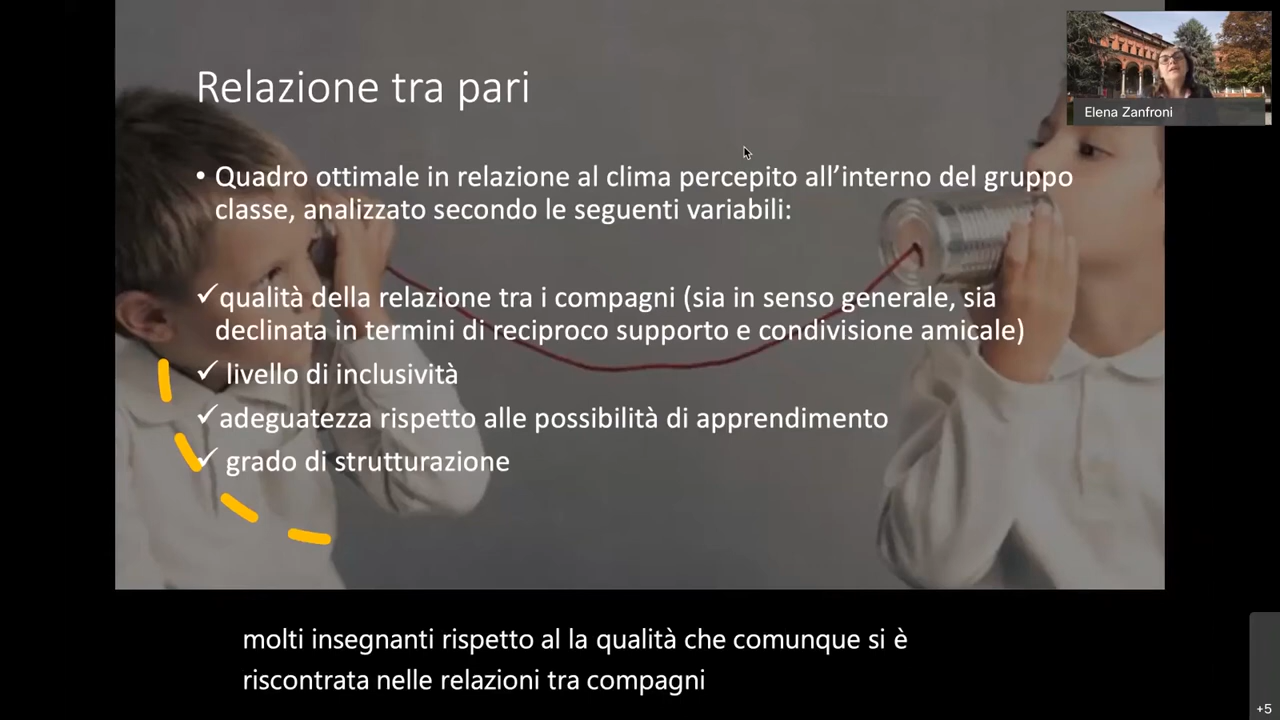 Relazione tra pari
Elena Zanfroni
• Quadro ottimale in relazione al clima percepito all’interno del gruppo
classe, analizzato secondo le seguenti variabili:
✓qualità della relazione tra i compagni (sia in senso generale, sia
declinata in termini di reciproco supporto e condivisione amicale)
✓ livello di inclusività
✓adeguatezza rispetto alle possibilità di apprendimento
✓ grado di strutturazione
molti insegnanti rispetto al la qualità che comunque si è
riscontrata nelle relazioni tra compagni
+5